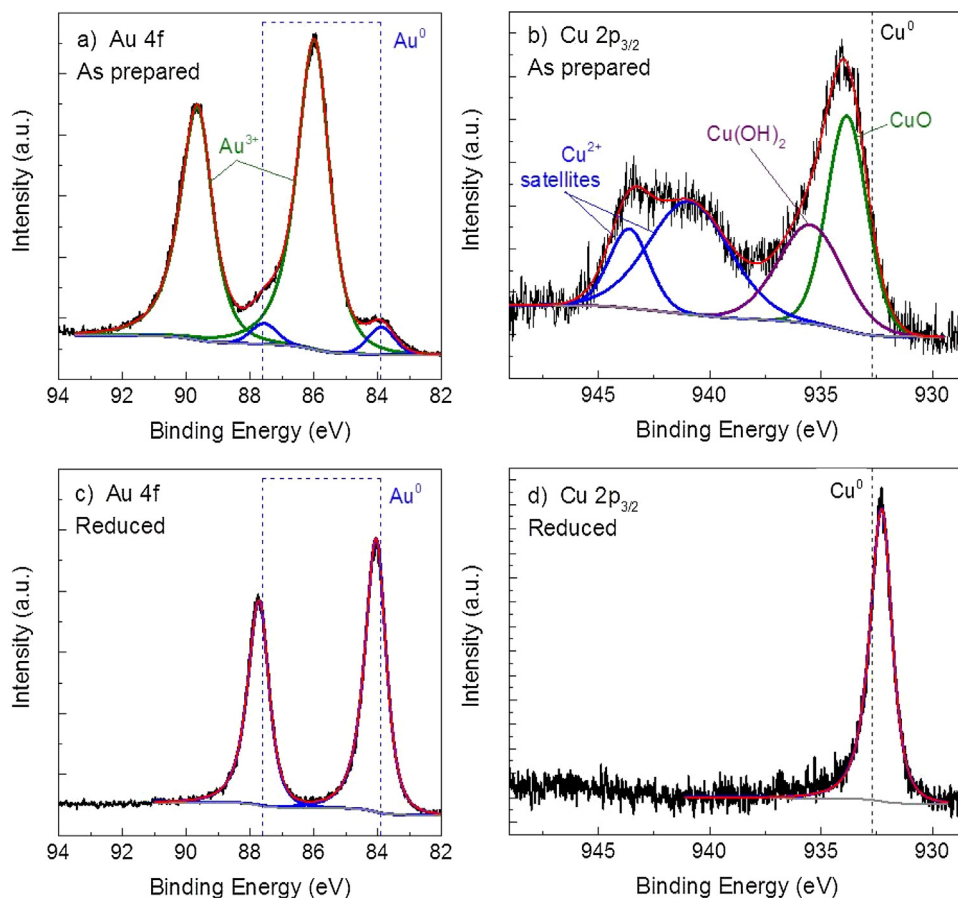 a) Au 4f
As prepared
Au⁰
Au³⁺
Intensity (a.u.)
94 92 90 88 86 84 82
Binding Energy (eV)
b) Cu 2p₃/₂
As prepared
Cu⁰
Cu(OH)₂
CuO
Cu²⁺
satellites
Intensity (a.u.)
945 940 935 930
Binding Energy (eV)
c) Au 4f
Reduced
Au⁰
Intensity (a.u.)
94 92 90 88 86 84 82
Binding Energy (eV)
d) Cu 2p₃/₂
Reduced
Cu⁰
Intensity (a.u.)
945 940 935 930
Binding Energy (eV)